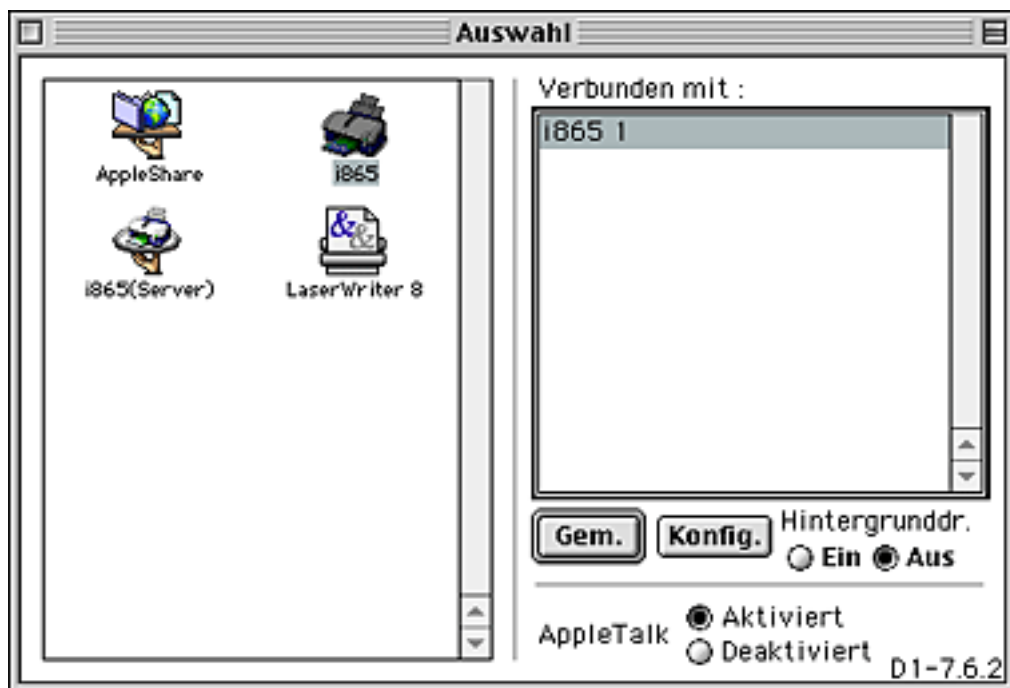 Auswahl
AppleShare
i865
i865(Server)
LaserWriter 8
Verbunden mit :
i865 1
Gem.
Konfig.
Hintergrunddr.
Ein
Aus
AppleTalk
Aktiviert
Deaktiviert
D1-7.6.2